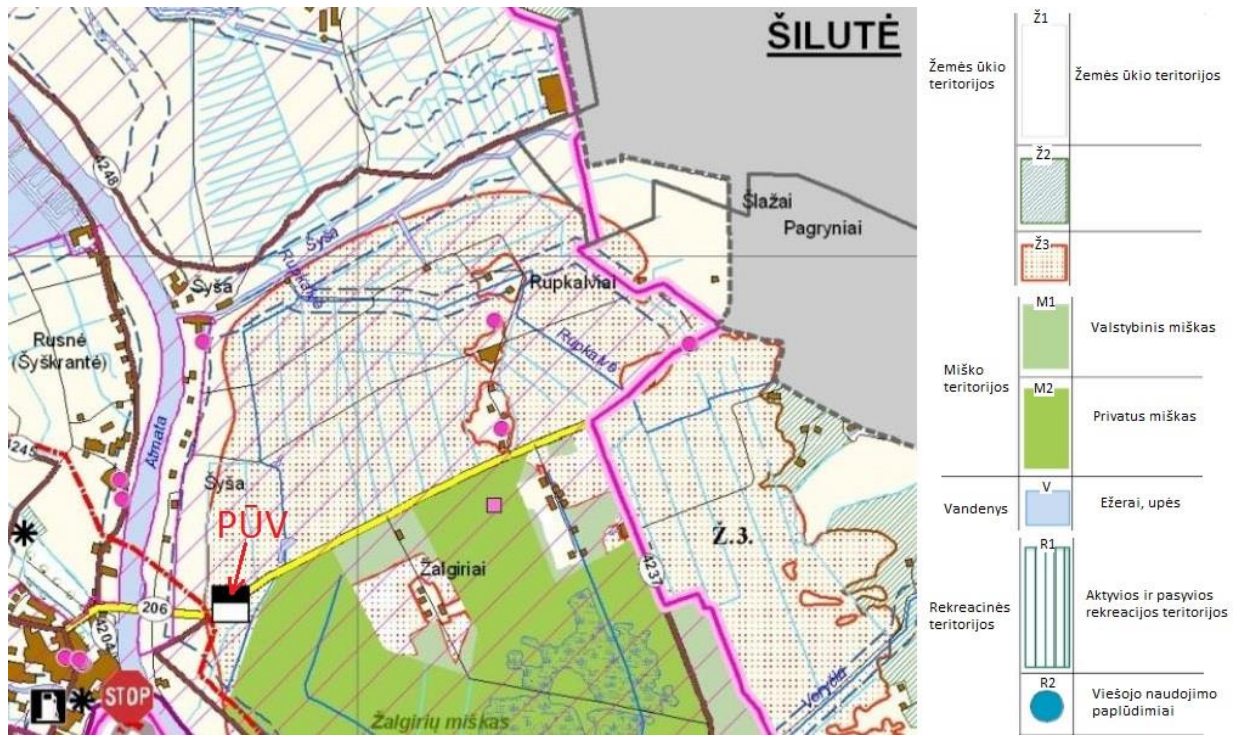 ŠILUTĖ
4248
Šlažai
Pagryniai
Šyša
Rupkalvė
Šyša
Rupkalviai
Rusnė
(Šyškrantė)
Rupkalvė
4245
Atmata
Šyša
PŪV
Ž.3.
Žalgiriai
4237
206
4204
STOP
Žalgirių miškas
Veržia
Žemės ūkio
teritorijos
Ž1
Žemės ūkio teritorijos
Ž2
Ž3
Miško
teritorijos
M1
Valstybinis miškas
M2
Privatus miškas
Vandenys
V
Ežerai, upės
Rekreacinės
teritorijos
R1
Aktyvios ir pasyvios
rekreacijos teritorijos
R2
Viešojo naudojimo
paplūdimiai